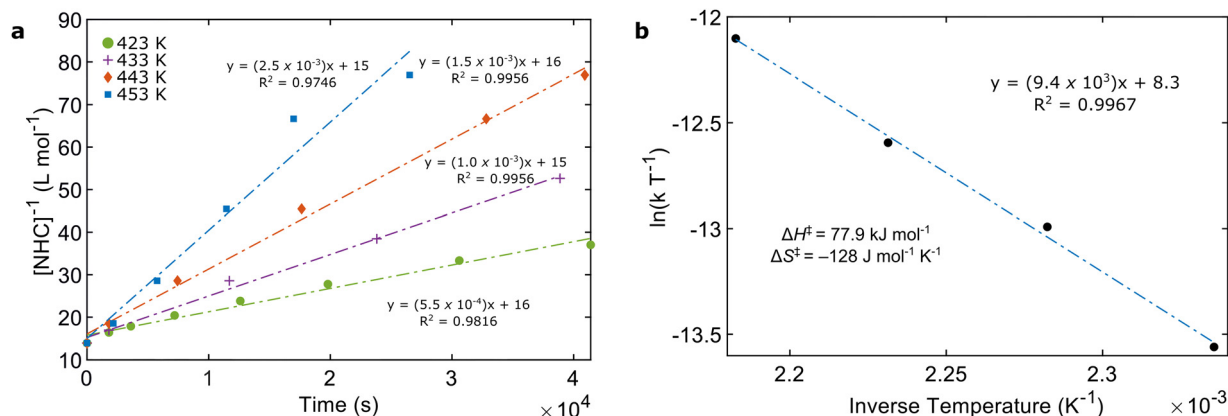 a
[NHC]⁻¹ (L mol⁻¹)
90
80
70
60
50
40
30
20
10
423 K
433 K
443 K
453 K
y = (2.5 x 10⁻³)x + 15
R² = 0.9746
y = (1.5 x 10⁻³)x + 16
R² = 0.9956
y = (1.0 x 10⁻³)x + 15
R² = 0.9956
y = (5.5 x 10⁻⁴)x + 16
R² = 0.9816
0 1 2 3 4
Time (s)
× 10⁴
b
ln(k T⁻¹)
-12
-12.5
-13
-13.5
y = (9.4 x 10³)x + 8.3
R² = 0.9967
ΔH‡ = 77.9 kJ mol⁻¹
ΔS‡ = –128 J mol⁻¹ K⁻¹
2.2 2.25 2.3
Inverse Temperature (K⁻¹)
× 10⁻³